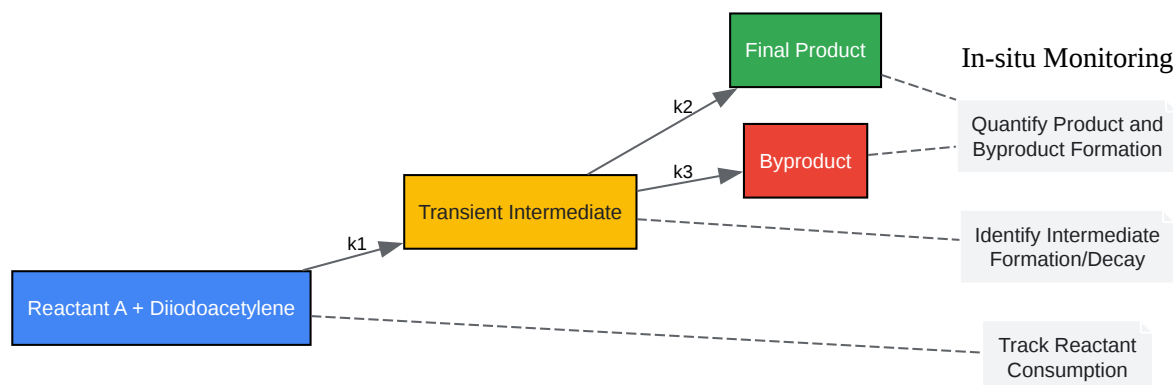 Final Product
In-situ Monitoring
k2
Quantify Product and
Byproduct Formation
Byproduct
k3
Transient Intermediate
Identify Intermediate
Formation/Decay
k1
Reactant A + Diiodoacetylene
Track Reactant
Consumption